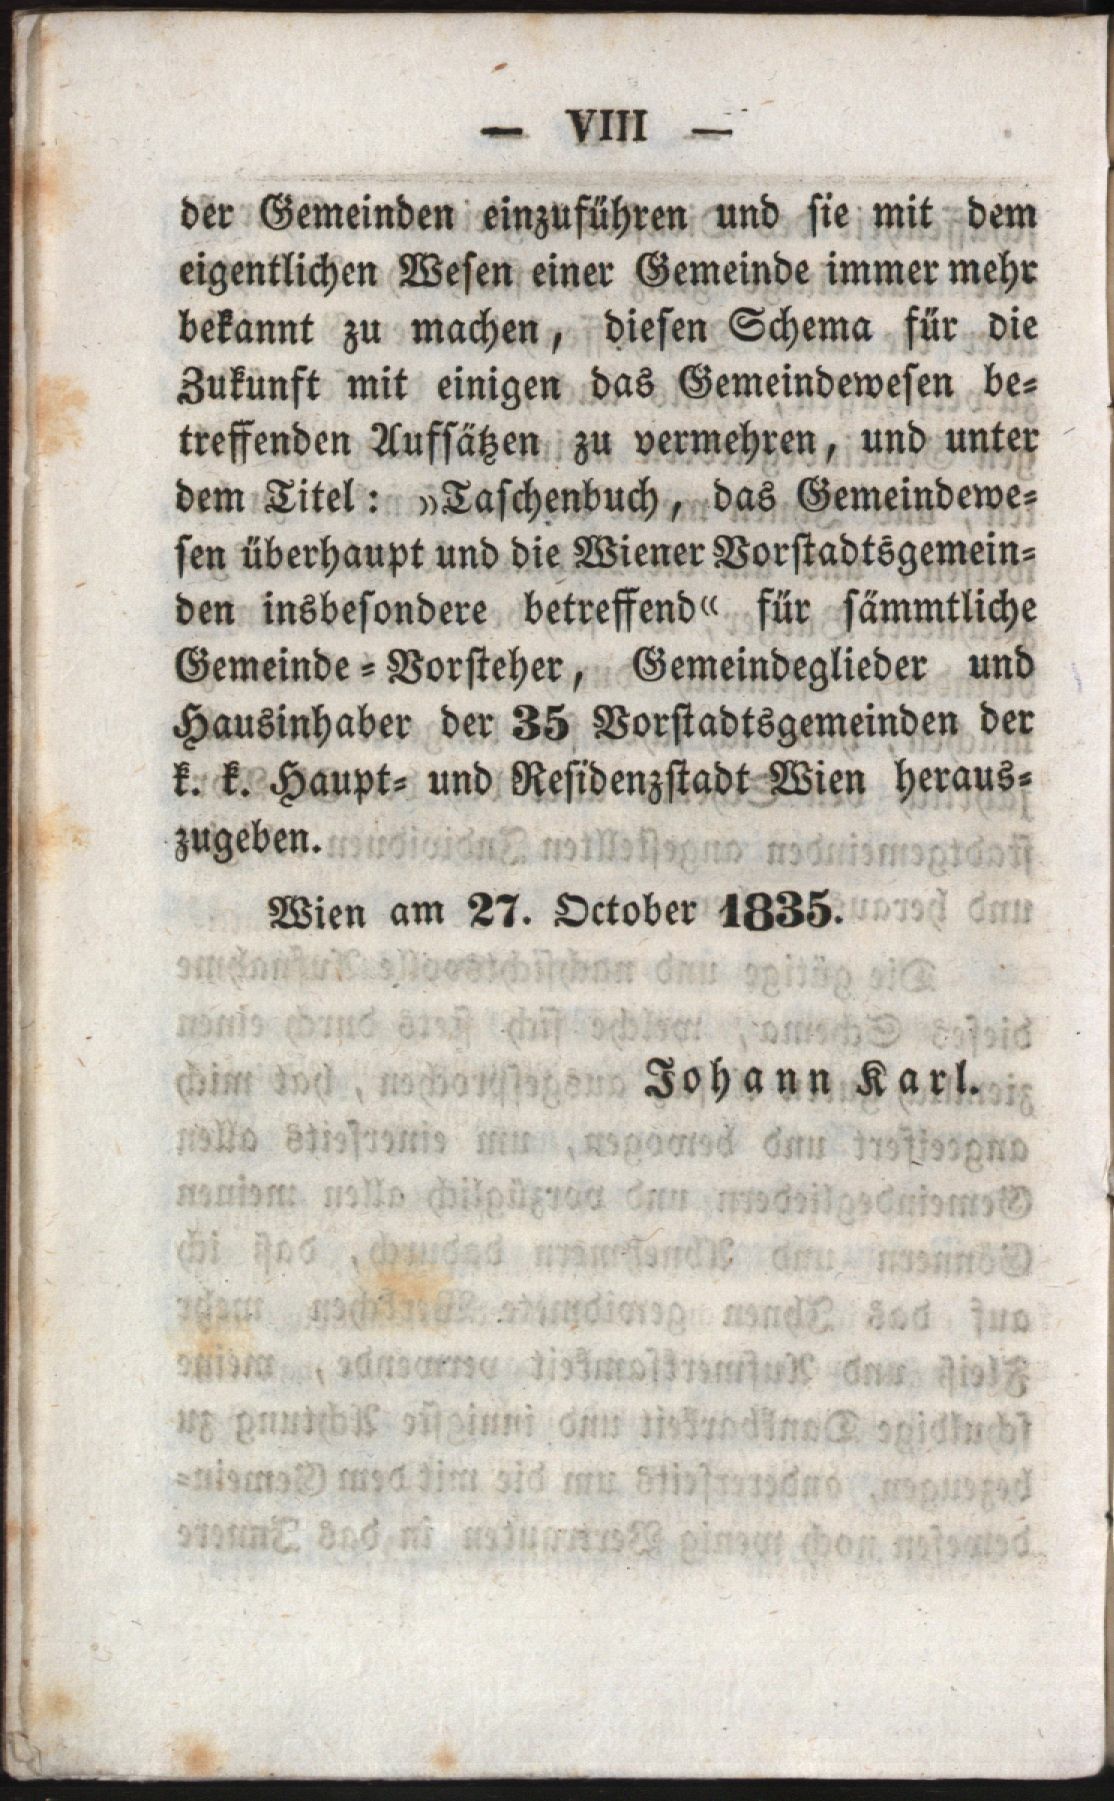 — VIII —
der Gemeinden einzuführen und sie mit dem
eigentlichen Wesen einer Gemeinde immer mehr
bekannt zu machen, diesen Schema für die
Zukunft mit einigen das Gemeindewesen be-
treffenden Aufsätzen zu vermehren, und unter
dem Titel: »Taschenbuch, das Gemeindewe-
sen überhaupt und die Wiener Vorstadtsgemein-
den insbesondere betreffend« für sämmtliche
Gemeinde-Vorsteher, Gemeindeglieder und
Hausinhaber der 35 Vorstadtsgemeinden der
k. k. Haupt- und Residenzstadt Wien heraus-
zugeben.
Wien am 27. October 1835.
Johann Karl.